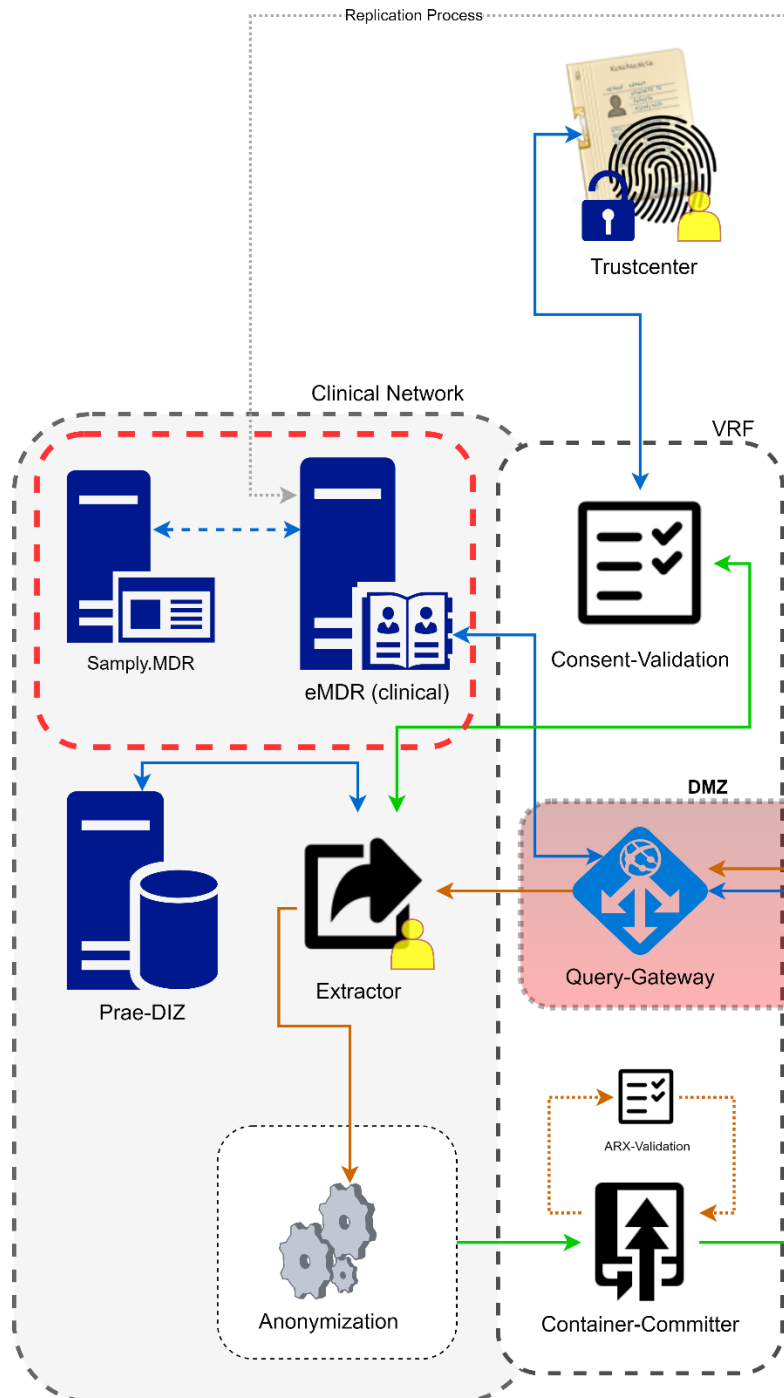 Replication Process
Trustcenter
Clinical Network
VRF
Samply.MDR
eMDR (clinical)
Consent-Validation
DMZ
Prae-DIZ
Extractor
Query-Gateway
ARX-Validation
Anonymization
Container-Committer